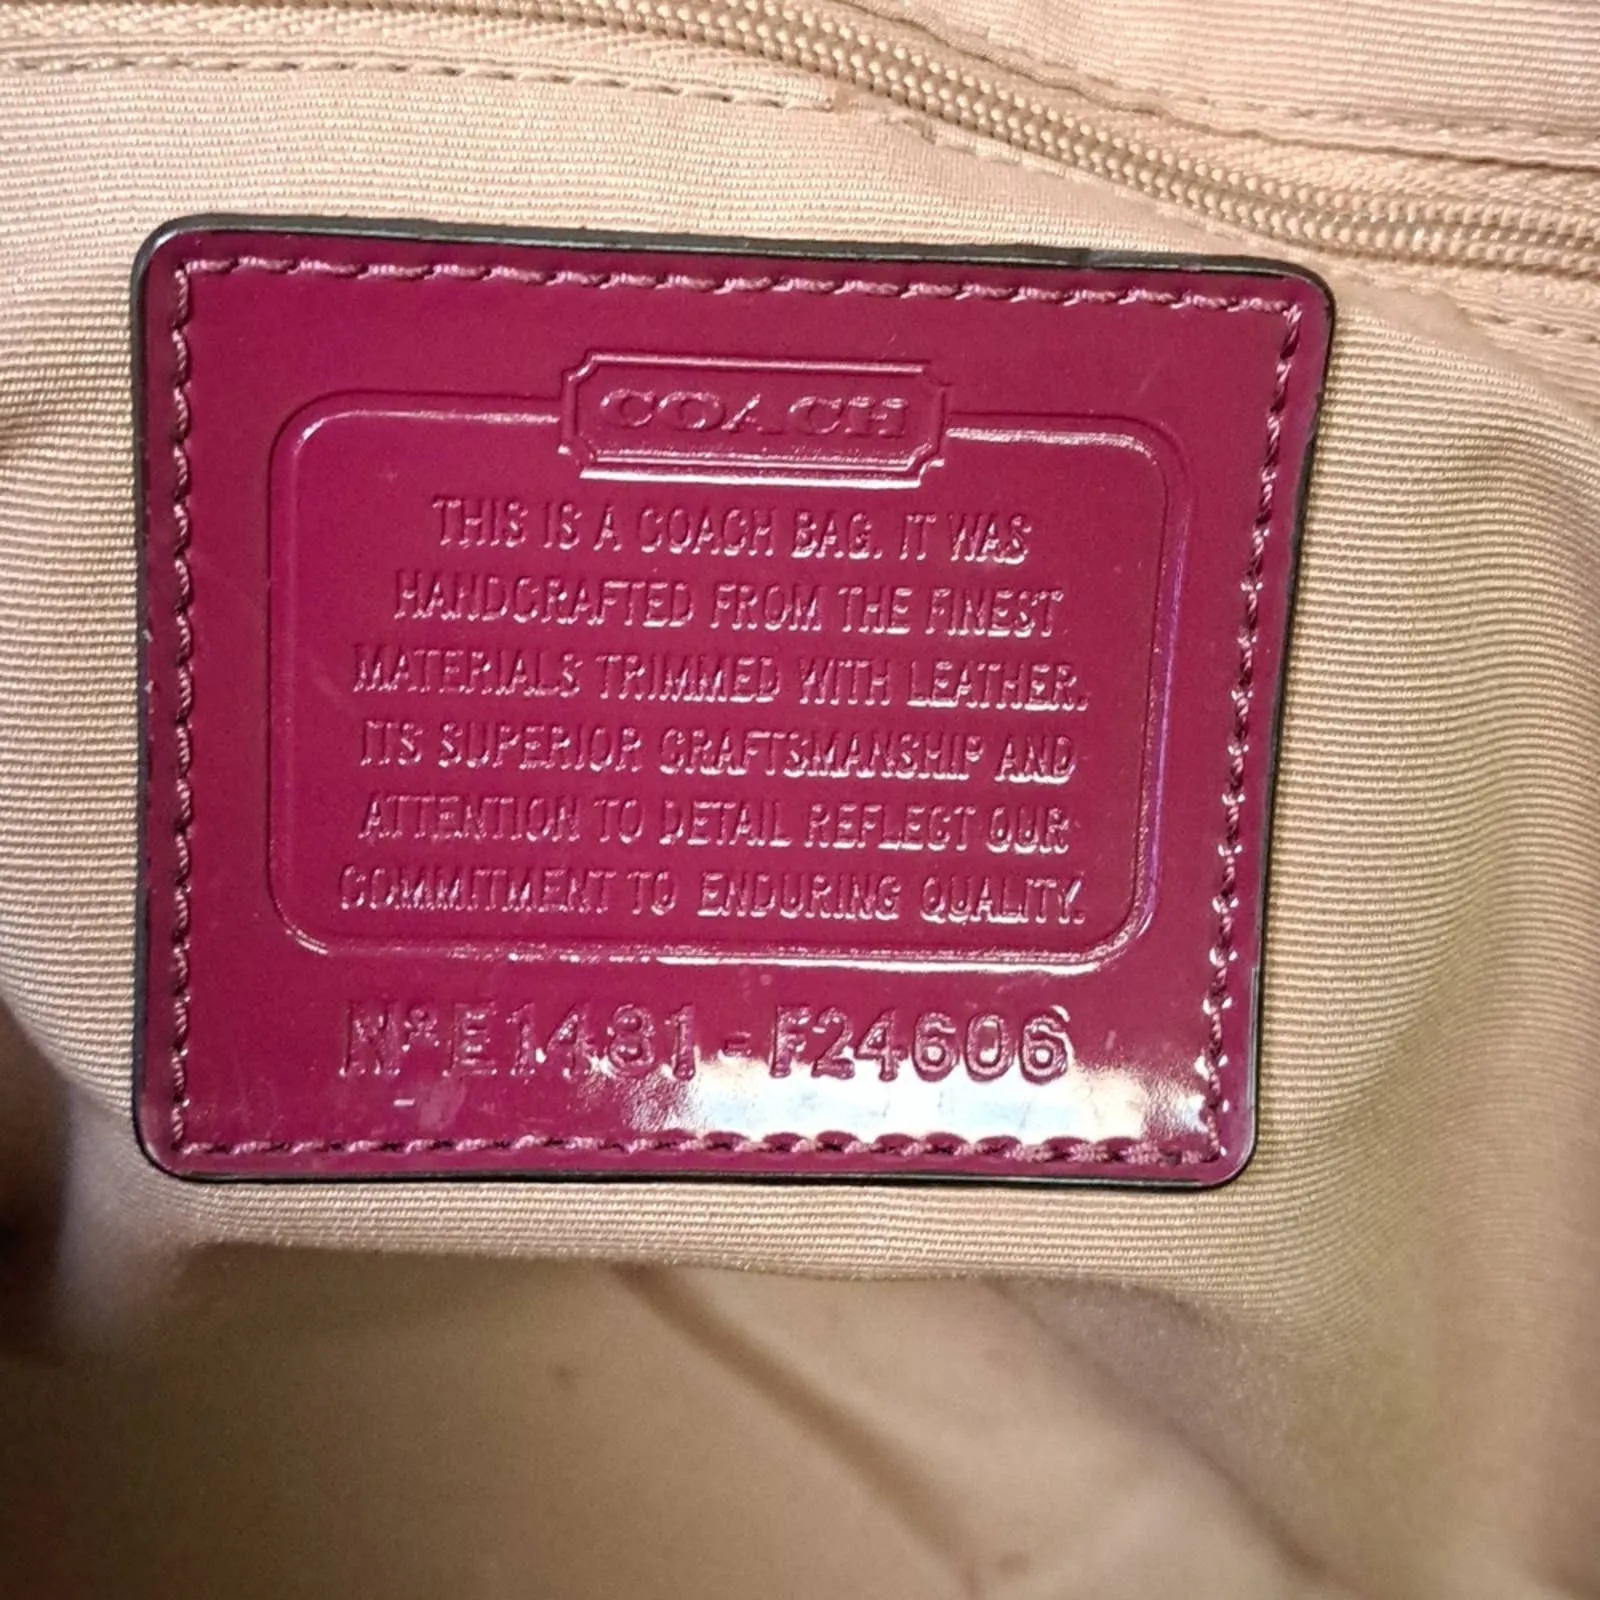 COACH
THIS IS A COACH BAG. IT WAS
HANDCRAFTED FROM THE FINEST
MATERIALS TRIMMED WITH LEATHER.
ITS SUPERIOR CRAFTSMANSHIP AND
ATTENTION TO DETAIL REFLECT OUR
COMMITMENT TO ENDURING QUALITY.
Nº E1481-F24606